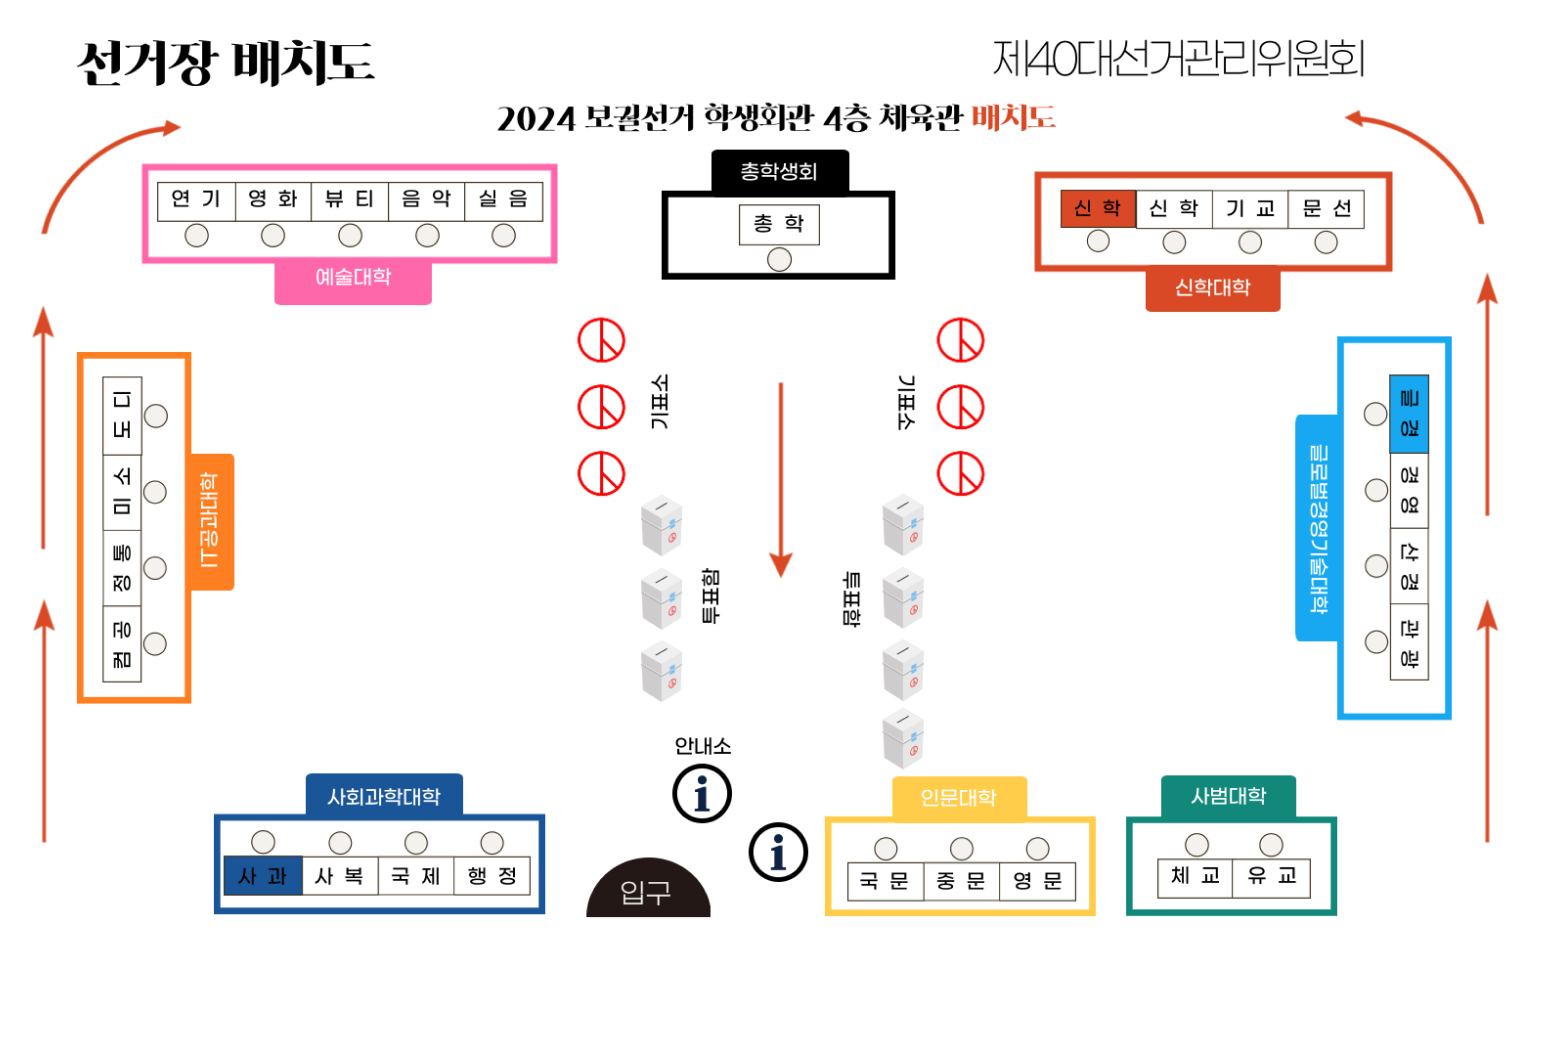 선거장 배치도
제40대선거관리위원회
2024 보궐선거 학생회관 4층 체육관 배치도
총학생회
총 학
연 기 영 화 뷰 티 음 악 실 음
예술대학
신 학 신 학 기 교 문 선
신학대학
기표소
기표소
디 도
미 소
정 통
컴 공
IT공과대학
글로벌경영기술대학
글 경
경 영
산 경
관 광
투표함
투표함
안내소
사회과학대학
사 과 사 복 국 제 행 정
입구
인문대학
국 문 중 문 영 문
사범대학
체 교 유 교